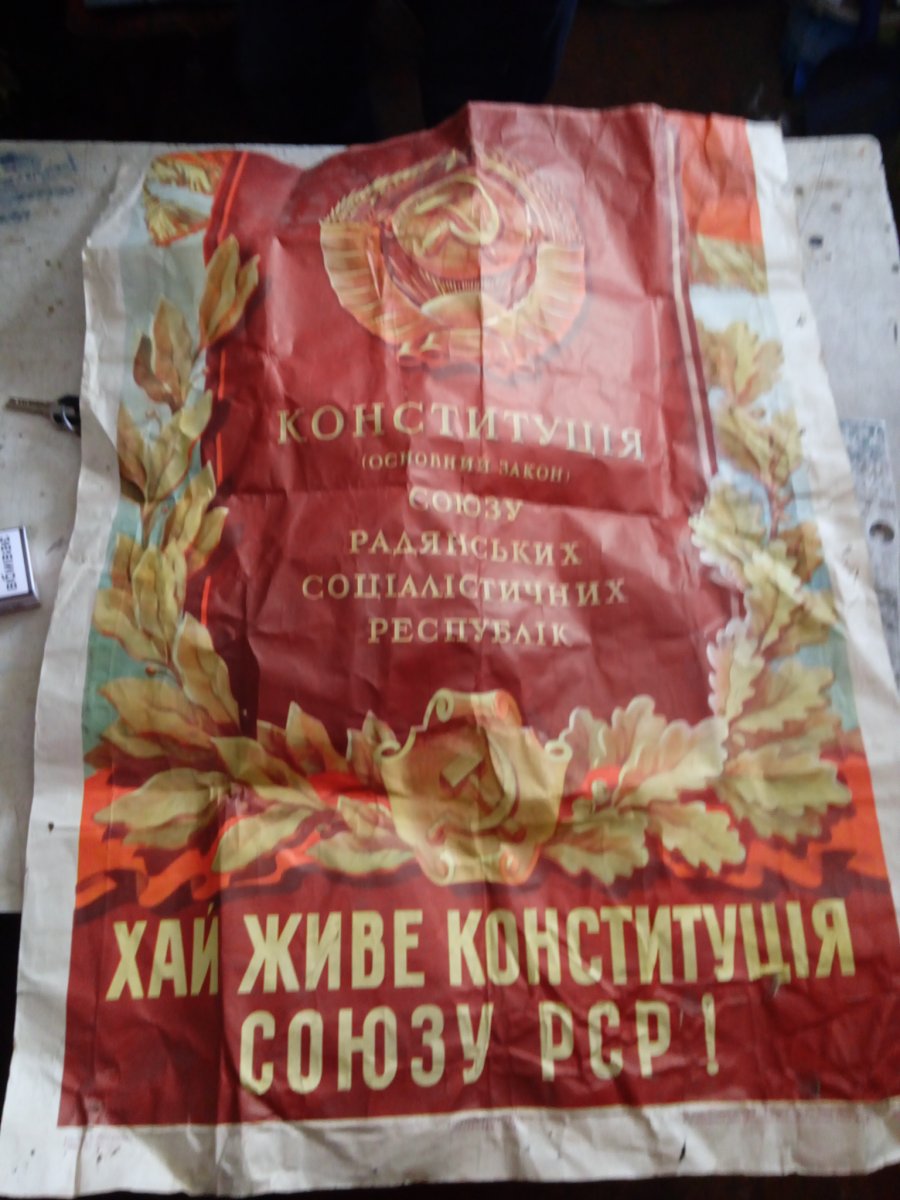 КОНСТИТУЦІЯ
(ОСНОВНИЙ ЗАКОН)
СОЮЗУ
РАДЯНСЬКИХ
СОЦІАЛІСТИЧНИХ
РЕСПУБЛІК
ХАЙ ЖИВЕ КОНСТИТУЦІЯ
СОЮЗУ РСР!